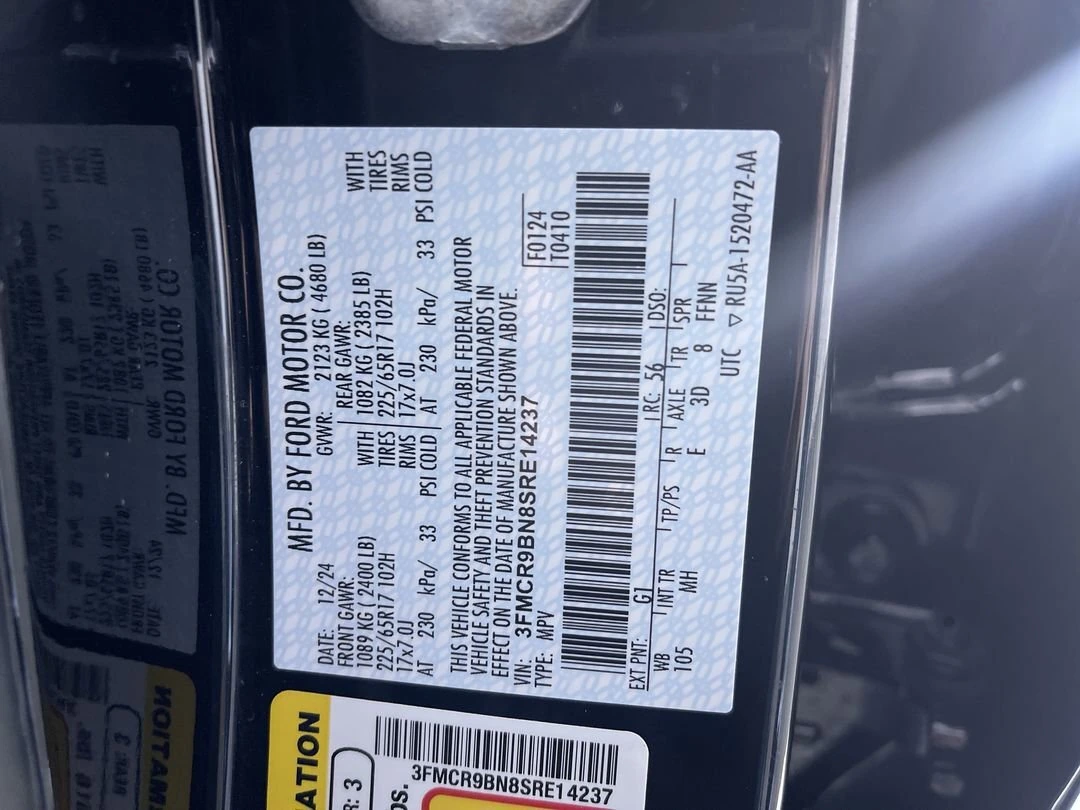 MFD. BY FORD MOTOR CO.
DATE: 12/24 GVWR: 2123 KG ( 4680 LB)
FRONT GAWR: REAR GAWR:
1089 KG ( 2400 LB) WITH 1082 KG ( 2385 LB) WITH
225/65R17 102H TIRES 225/65R17 102H TIRES
17x7.0J RIMS 17x7.0J RIMS
AT 230 kPa/ 33 PSI COLD AT 230 kPa/ 33 PSI COLD
THIS VEHICLE CONFORMS TO ALL APPLICABLE FEDERAL MOTOR
VEHICLE SAFETY AND THEFT PREVENTION STANDARDS IN
EFFECT ON THE DATE OF MANUFACTURE SHOWN ABOVE.
VIN: 3FMCR9BN8SRE14237 F0124
TYPE: MPV T0410
EXT PNT: G1 RC: 56 DSO:
WB INT TR TP/PS R AXLE TR SPR
105 MH E 3D 8 FFNN
UTC ▽ RU5A-1520472-AA
ATION
R: 3
OS.
3FMCR9BN8SRE14237